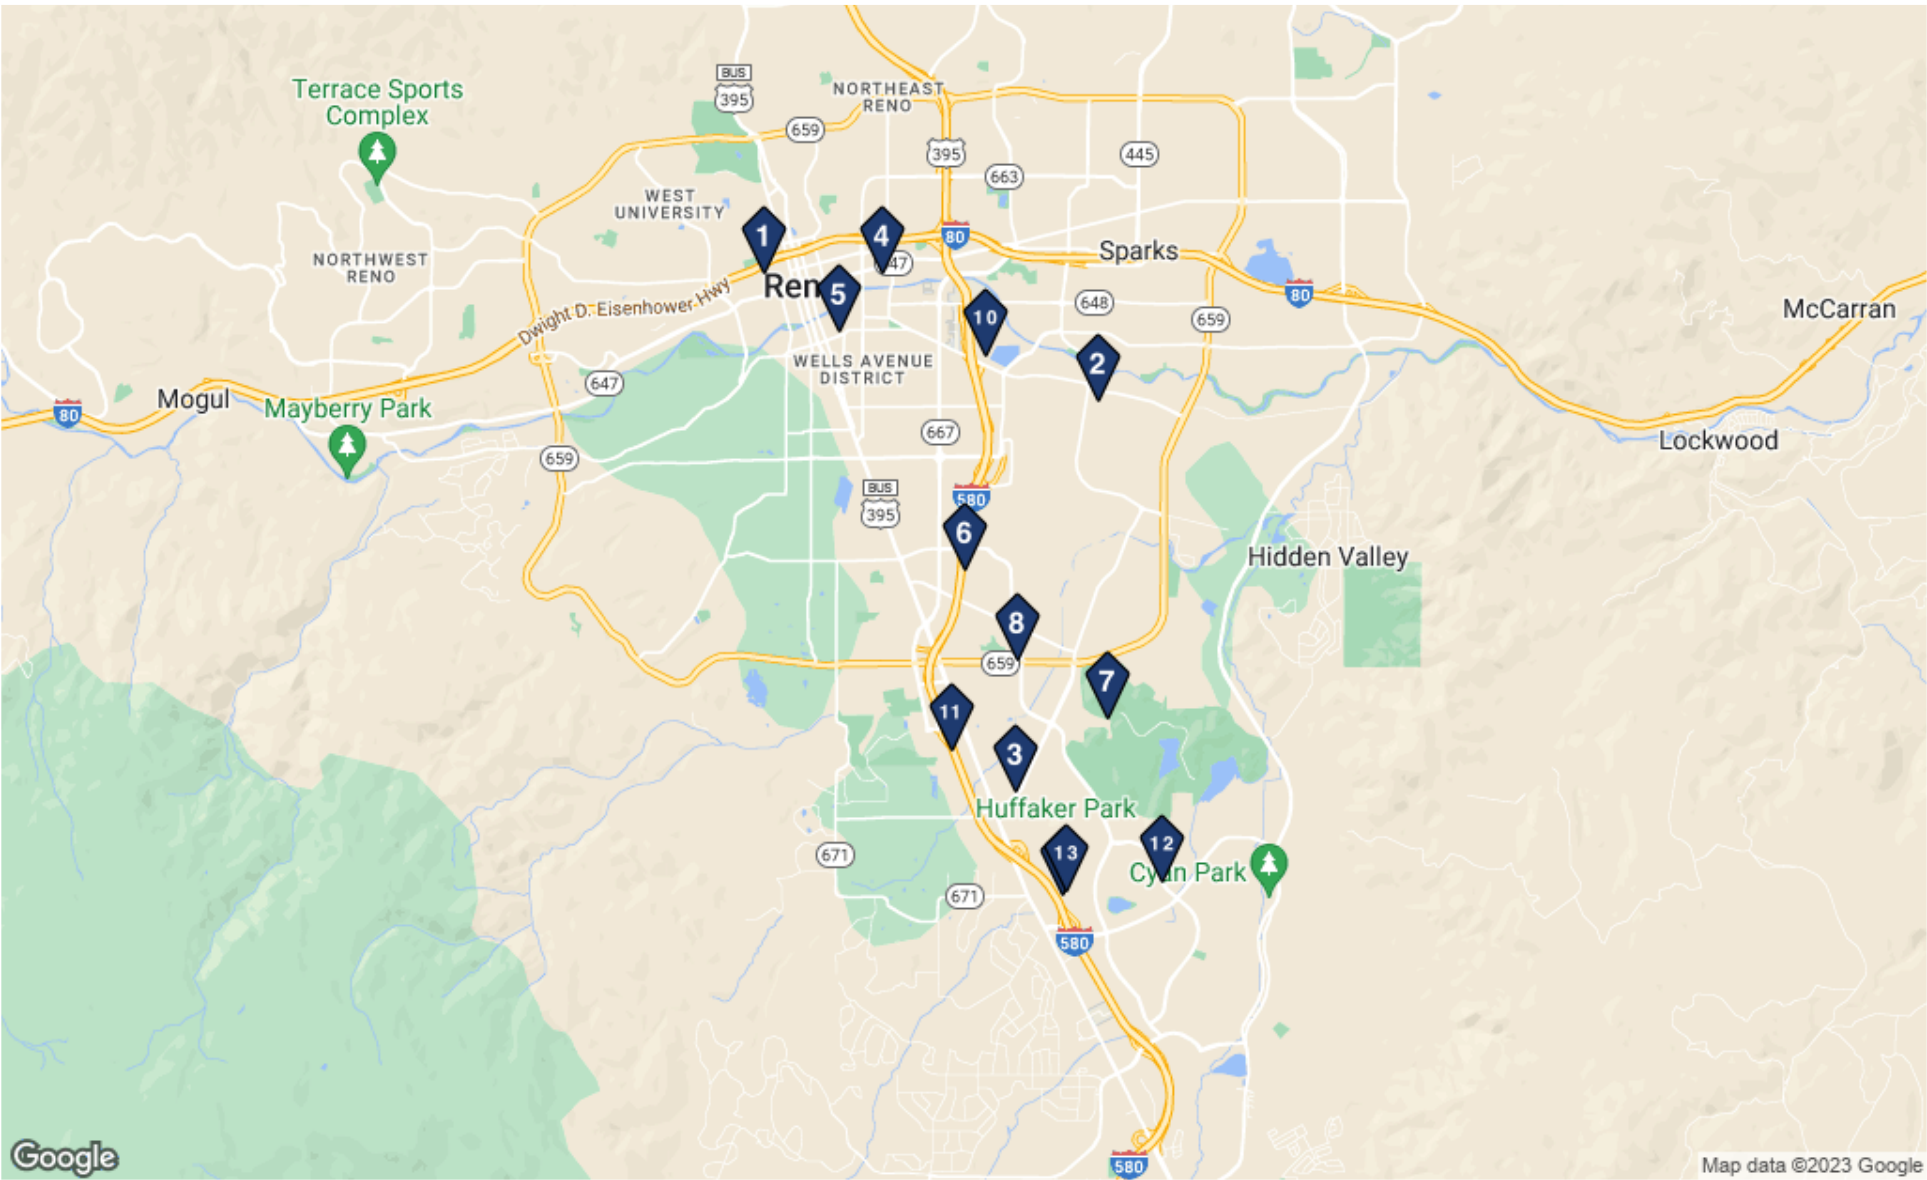 BUS
395
NORTHEAST
RENO
Terrace Sports
Complex
659
395
445
663
WEST
UNIVERSITY
1
4
80
Sparks
NORTHWEST
RENO
47
Ren
5
80
Dwight D. Eisenhower Hwy
648
10
659
McCarran
WELLS AVENUE
DISTRICT
2
647
Mogul
Mayberry Park
80
667
Lockwood
659
BUS
395
580
6
Hidden Valley
8
659
7
11
3
Huffaker Park
13
12
671
Cyan Park
671
580
580
Google
Map data ©2023 Google